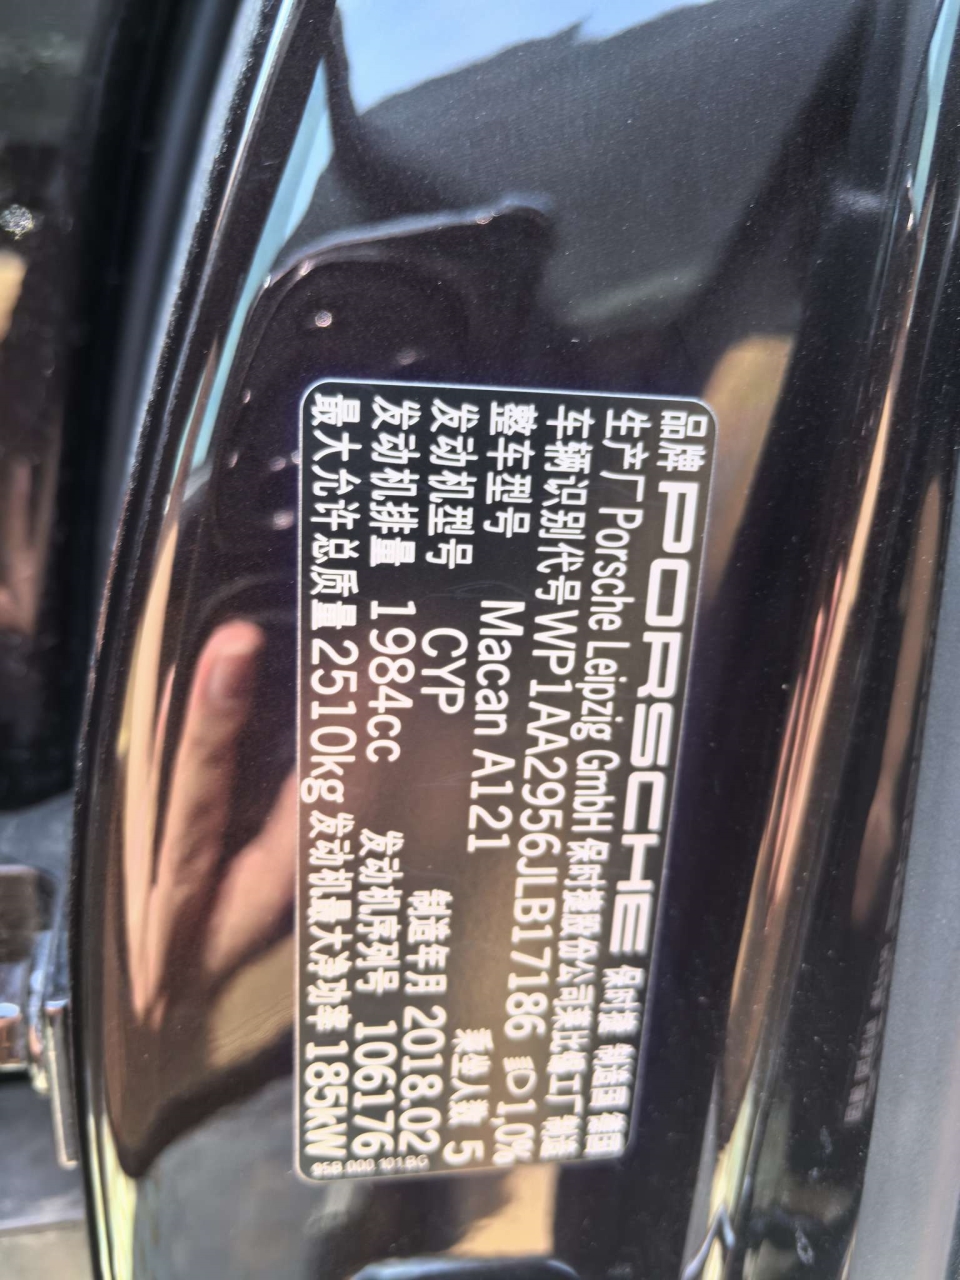 品牌 PORSCHE 保时捷 制造国 德国
生产厂 Porsche Leipzig GmbH 保时捷股份公司莱比锡工厂 制造
车辆识别代号 WP1AA2956JLB17186 1,0%
整车型号 Macan A121 乘坐人数 5
发动机型号 CYP 制造年月 2018.02
发动机排量 1984cc 发动机序列号 106176
最大允许总质量 2510kg 发动机最大净功率 185kW
95B 000 101 BG